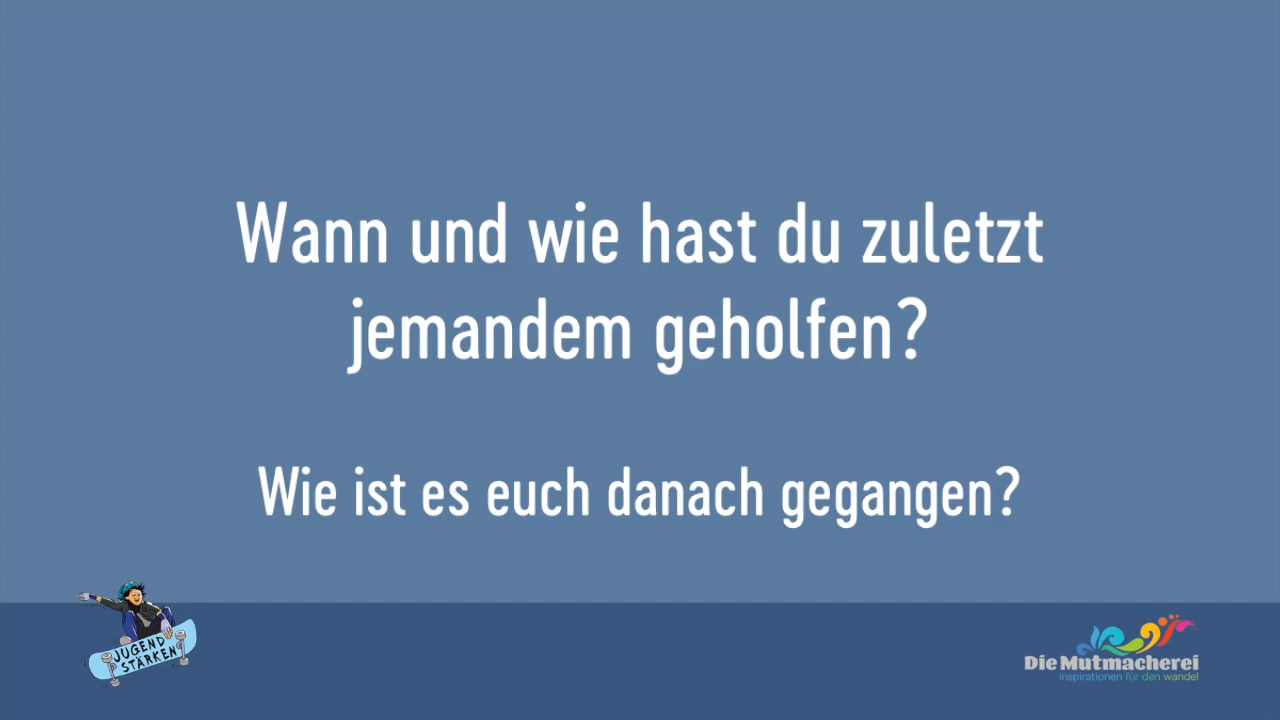 Wann und wie hast du zuletzt
jemandem geholfen?
Wie ist es euch danach gegangen?
JUGEND
STÄRKEN
Die Mutmacherei
inspirationen für den wandel